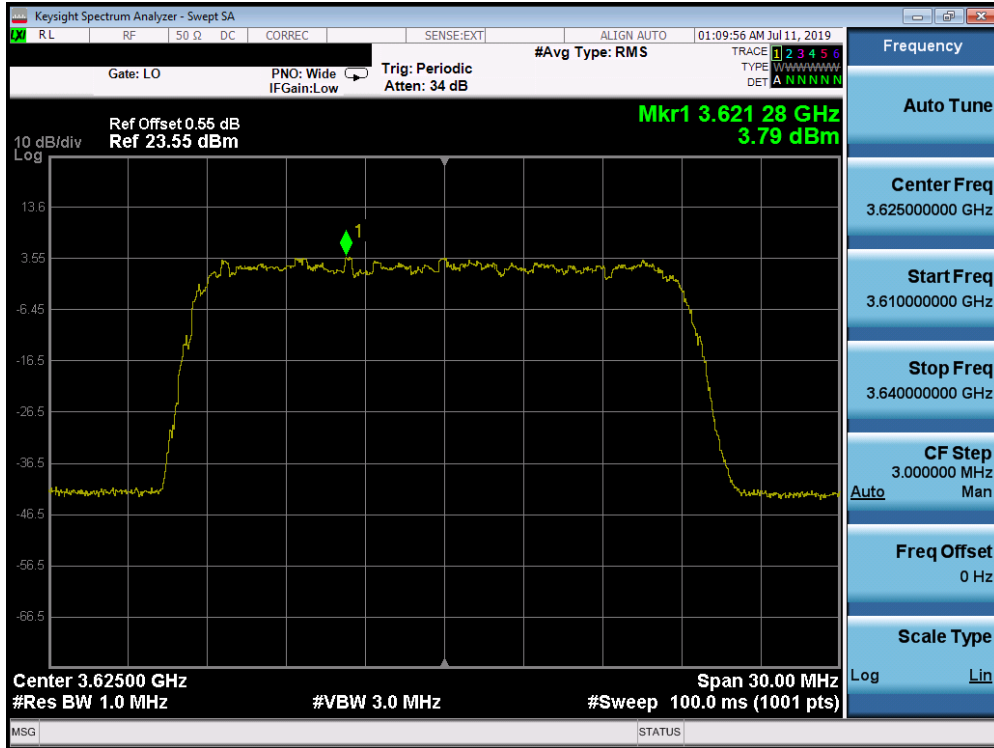 Keysight Spectrum Analyzer - Swept SA
LXI RL RF 50 Ω DC CORREC SENSE:EXT ALIGN AUTO 01:09:56 AM Jul 11, 2019
Gate: LO
PNO: Wide
IFGain:Low
Trig: Periodic
Atten: 34 dB
#Avg Type: RMS
TRACE 1 2 3 4 5 6
TYPE WWWWWW
DET A N N N N N
Mkr1 3.621 28 GHz
3.79 dBm
Ref Offset 0.55 dB
10 dB/div Ref 23.55 dBm
Log
13.6
1
3.55
-6.45
-16.5
-26.5
-36.5
-46.5
-56.5
-66.5
Center 3.62500 GHz Span 30.00 MHz
#Res BW 1.0 MHz #VBW 3.0 MHz #Sweep 100.0 ms (1001 pts)
MSG STATUS
Frequency
Auto Tune
Center Freq
3.625000000 GHz
Start Freq
3.610000000 GHz
Stop Freq
3.640000000 GHz
CF Step
3.000000 MHz
Auto Man
Freq Offset
0 Hz
Scale Type
Log Lin